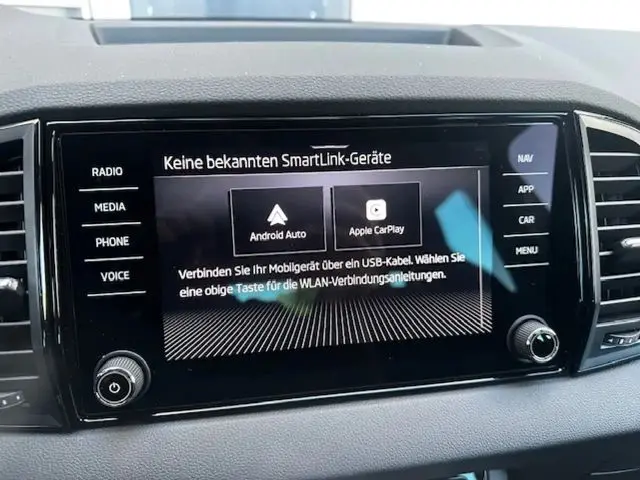 Keine bekannten SmartLink-Geräte
RADIO
MEDIA
PHONE
VOICE
Android Auto
Apple CarPlay
Verbinden Sie Ihr Mobilgerät über ein USB-Kabel. Wählen Sie
eine obige Taste für die WLAN-Verbindungsanleitungen.
NAV
APP
CAR
MENU